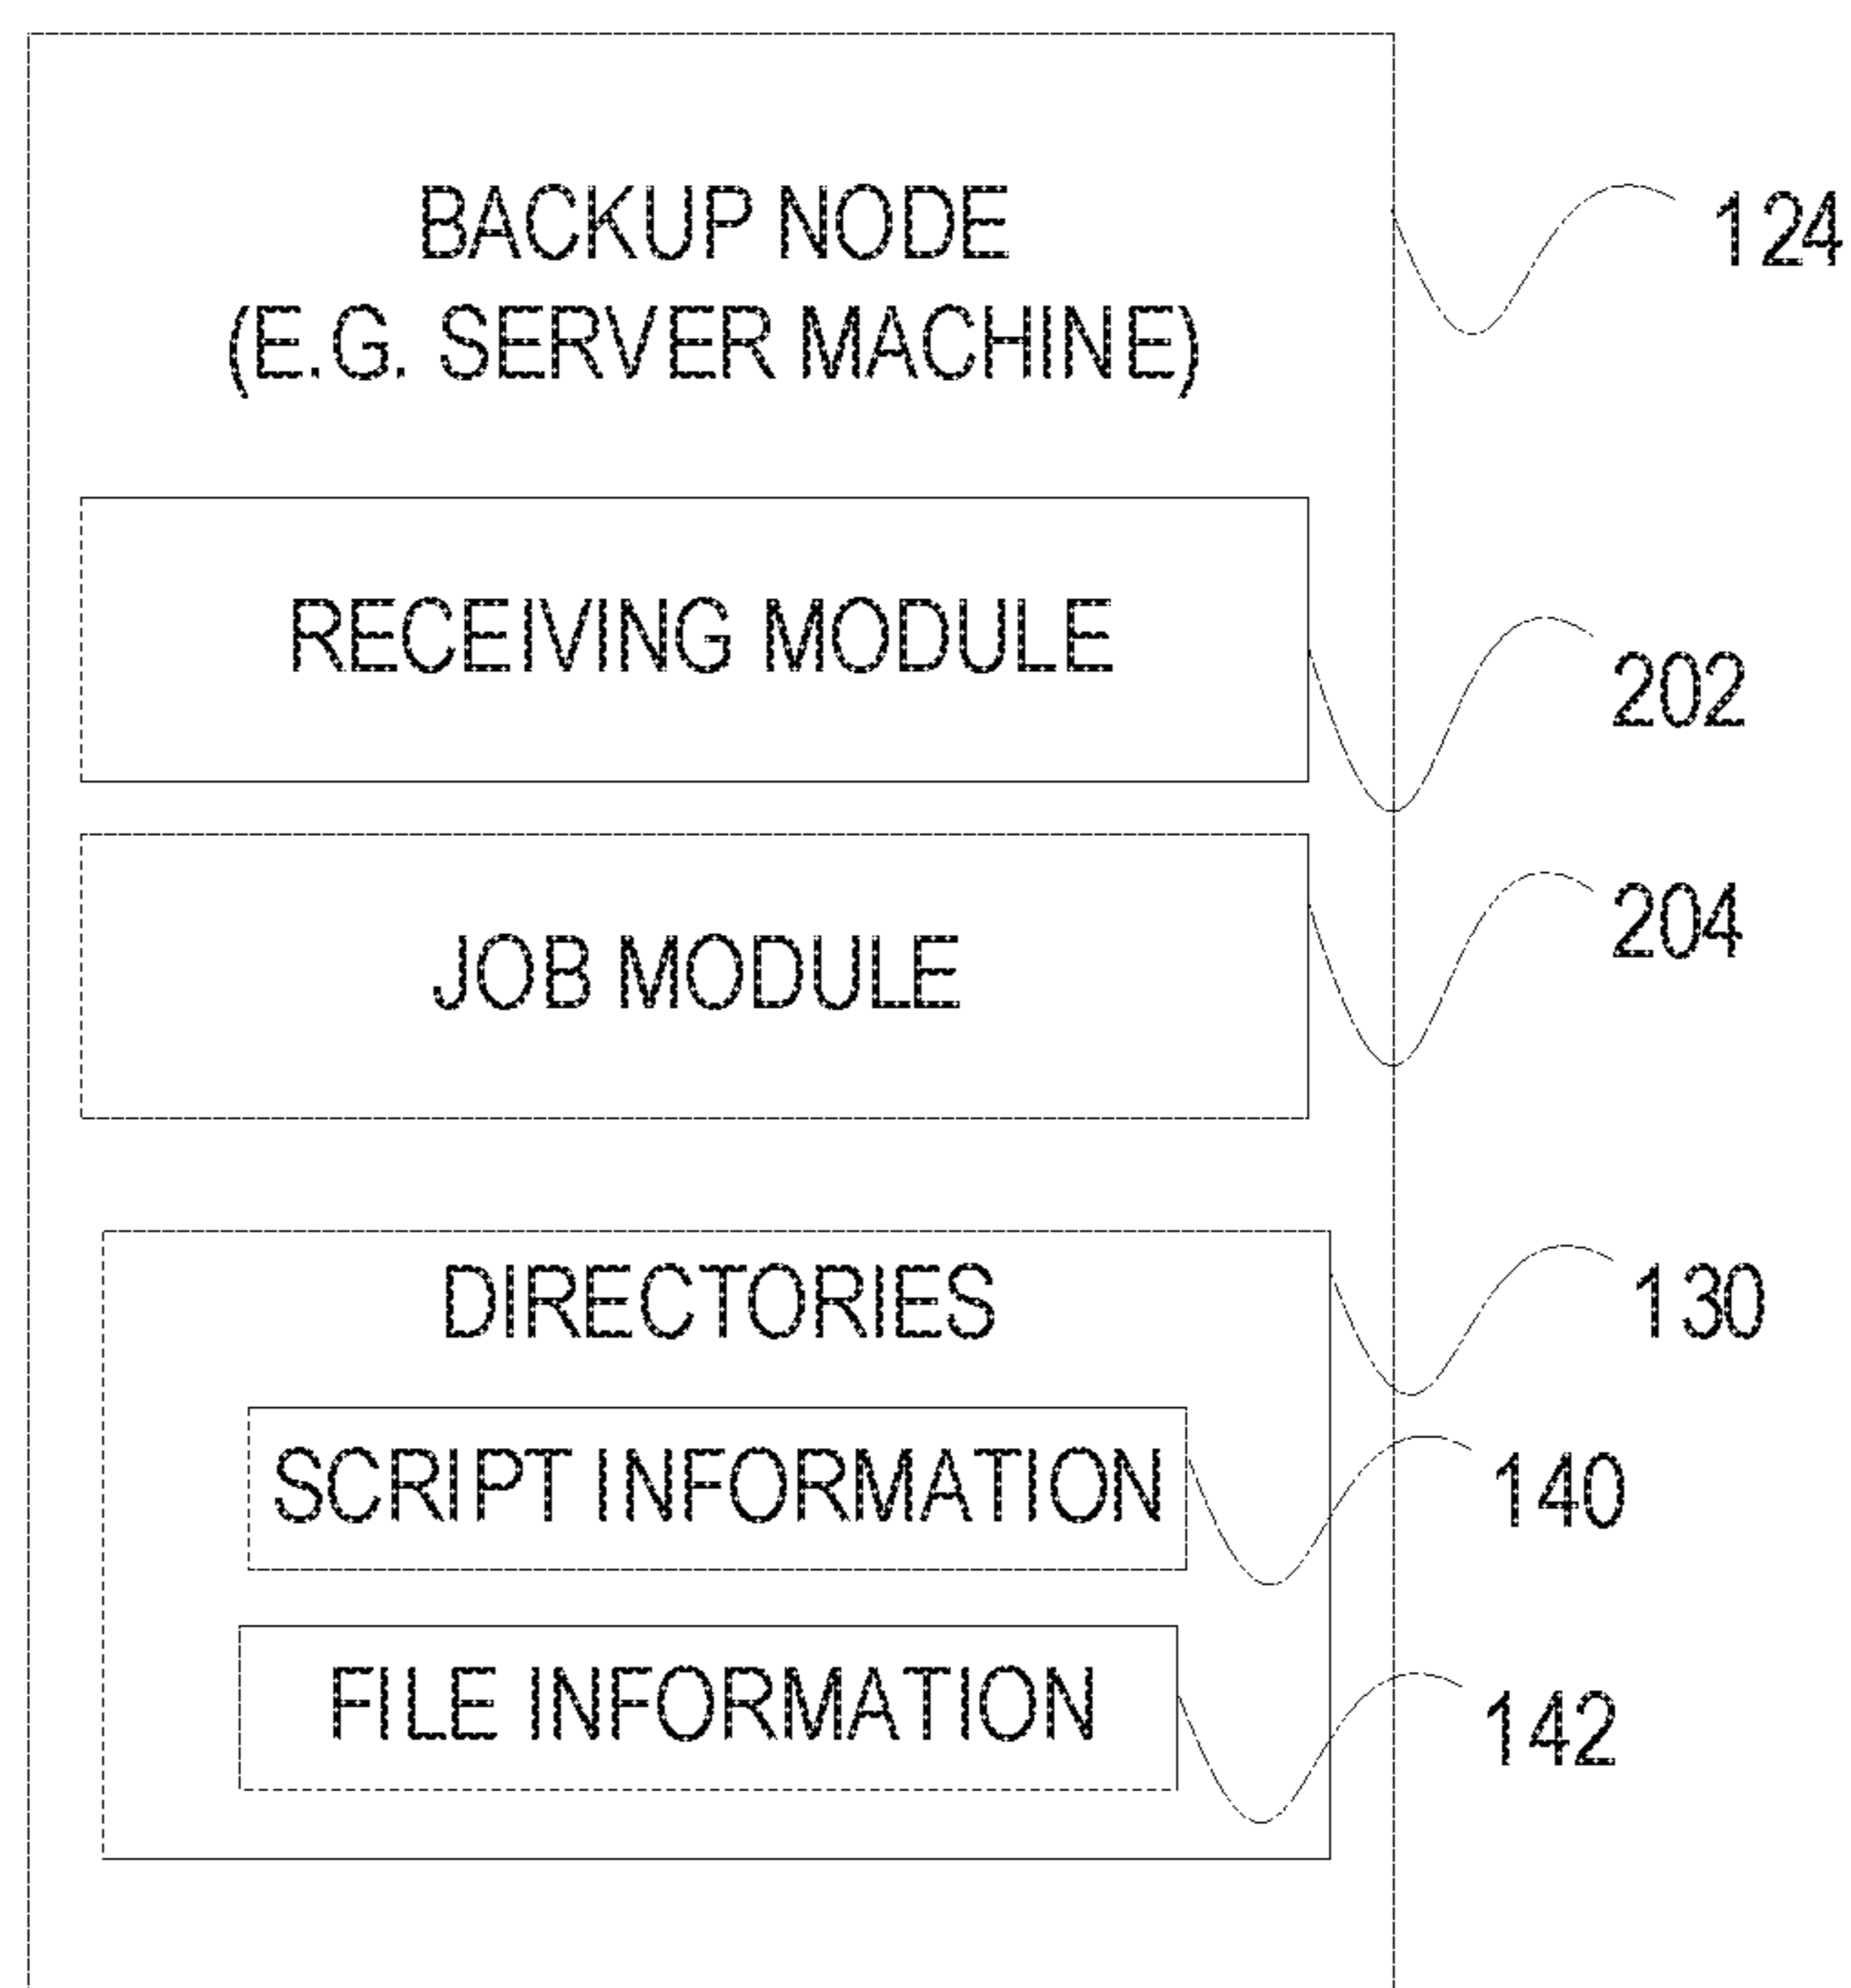 BACKUP NODE
(E.G. SERVER MACHINE)
124
RECEIVING MODULE
202
JOB MODULE
204
DIRECTORIES
130
SCRIPT INFORMATION
140
FILE INFORMATION
142